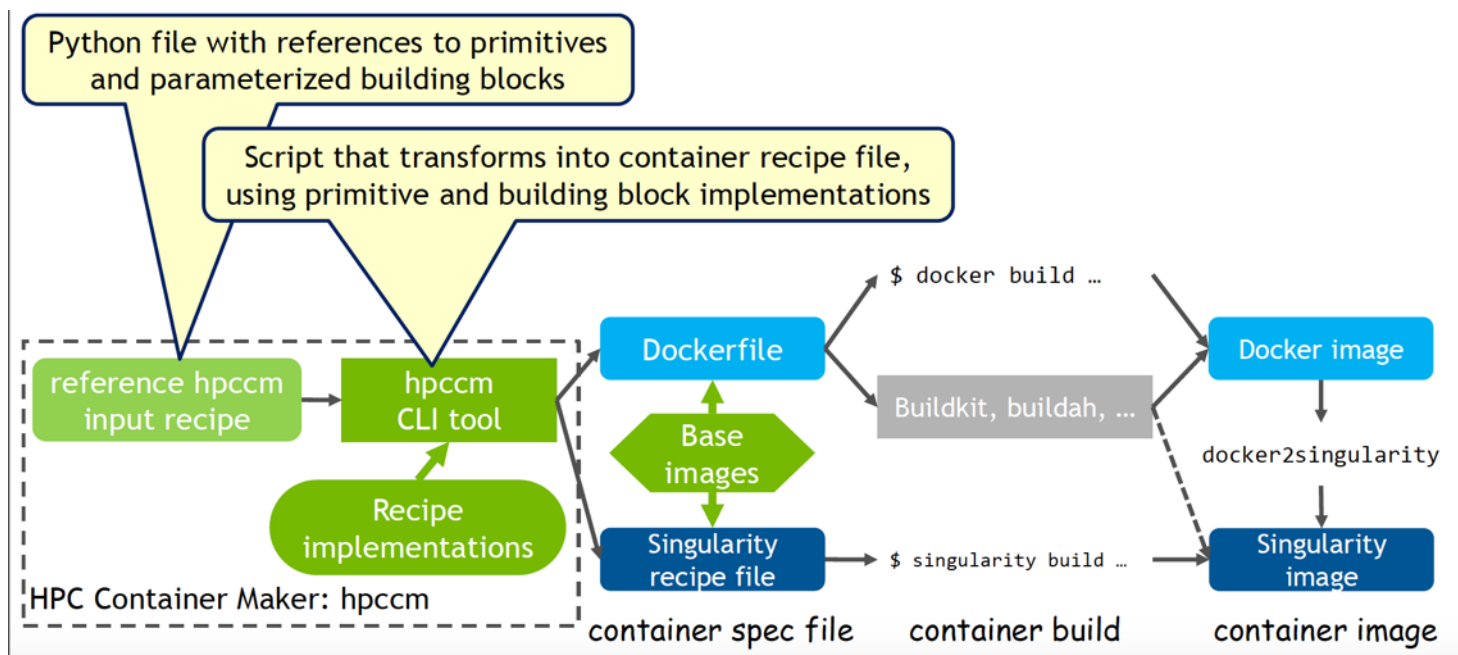 Python file with references to primitives
and parameterized building blocks
Script that transforms into container recipe file,
using primitive and building block implementations
$ docker build …
reference hpccm
input recipe
hpccm
CLI tool
Dockerfile
Docker image
Buildkit, buildah, …
Base
images
docker2singularity
Recipe
implementations
Singularity
recipe file
$ singularity build …
Singularity
image
HPC Container Maker: hpccm
container spec file
container build
container image